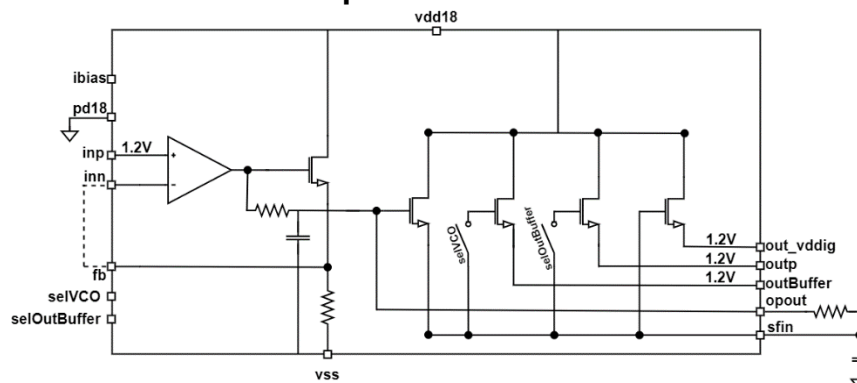 vdd18
ibias
pd18
inp
1.2V
+
inn
-
selVCO
selOutBuffer
1.2V
out_vddig
1.2V
outp
1.2V
outBuffer
fb
selVCO
opout
selOutBuffer
sfin
vss